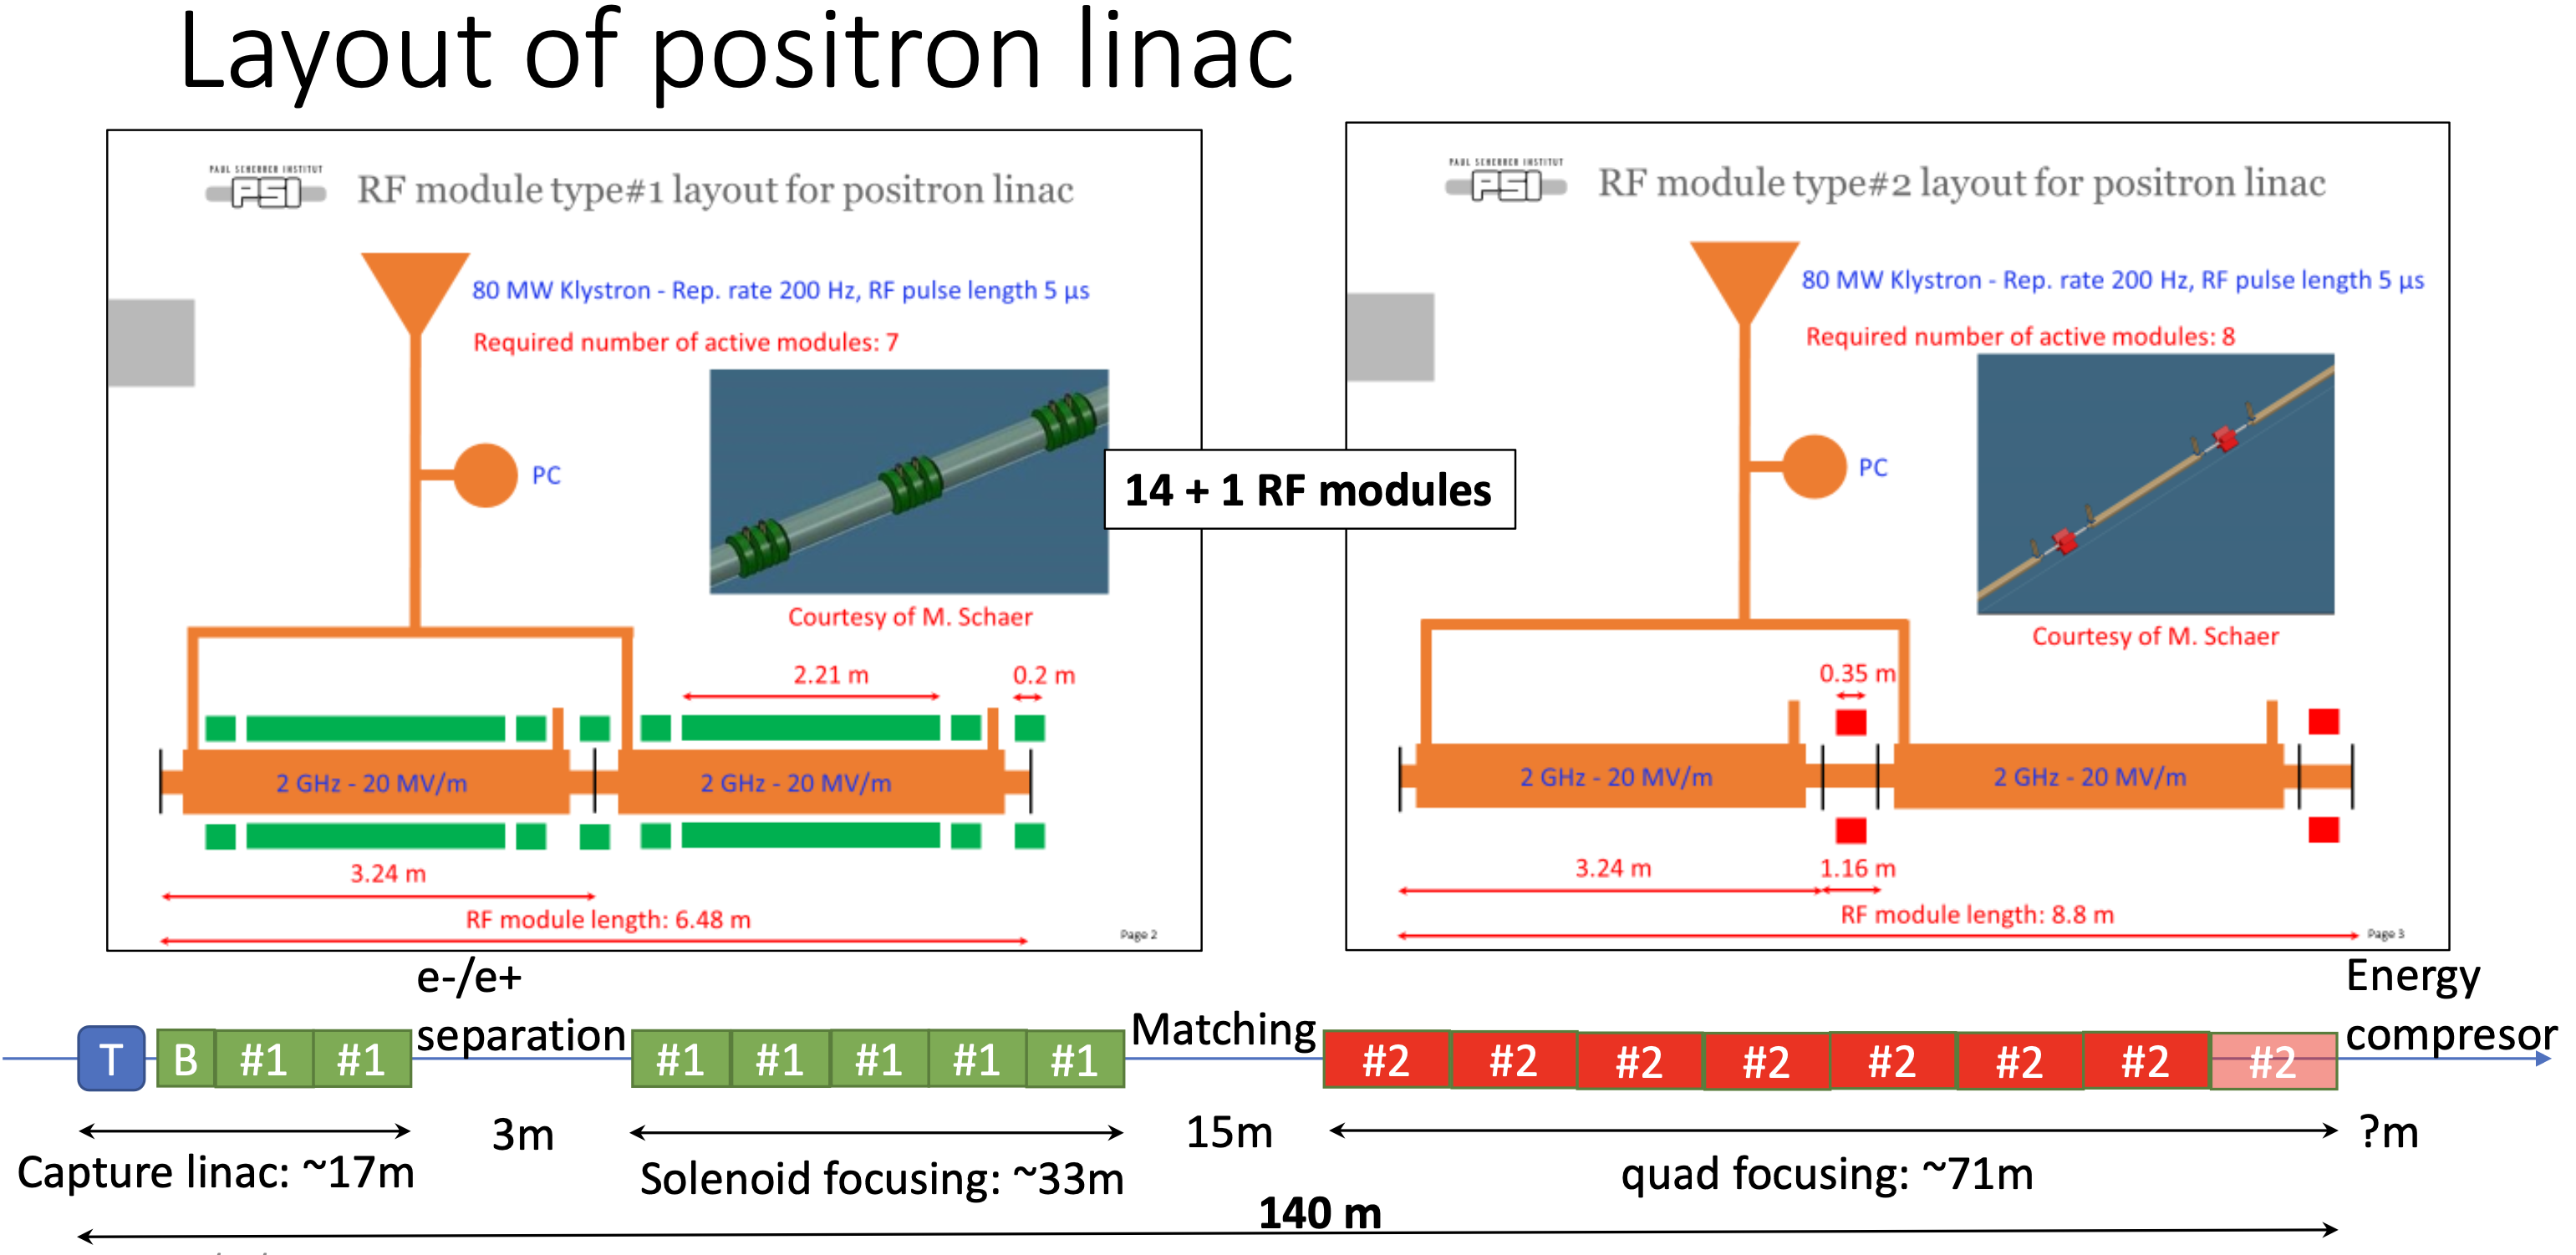 Layout of positron linac
PAUL SCHERRER INSTITUT
PSI
RF module type#1 layout for positron linac
80 MW Klystron - Rep. rate 200 Hz, RF pulse length 5 µs
Required number of active modules: 7
PC
Courtesy of M. Schaer
2.21 m
0.2 m
2 GHz - 20 MV/m
2 GHz - 20 MV/m
3.24 m
RF module length: 6.48 m
Page 2
14 + 1 RF modules
PAUL SCHERRER INSTITUT
PSI
RF module type#2 layout for positron linac
80 MW Klystron - Rep. rate 200 Hz, RF pulse length 5 µs
Required number of active modules: 8
PC
Courtesy of M. Schaer
0.35 m
2 GHz - 20 MV/m
2 GHz - 20 MV/m
3.24 m
1.16 m
RF module length: 8.8 m
Page 3
e-/e+
separation
Matching
Energy
compresor
T
B
#1
#1
#1
#1
#1
#1
#1
#2
#2
#2
#2
#2
#2
#2
#2
Capture linac: ~17m
3m
Solenoid focusing: ~33m
15m
quad focusing: ~71m
?m
140 m